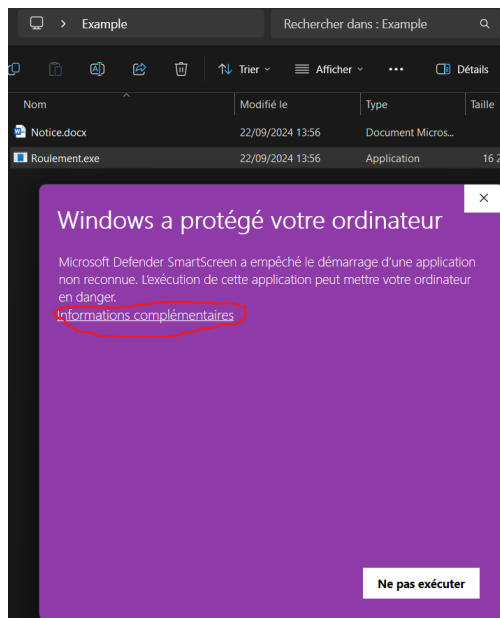 Example
Rechercher dans : Example
Trier
Afficher
Détails
Nom
Modifié le
Type
Taille
Notice.docx
22/09/2024 13:56
Document Micros...
Roulement.exe
22/09/2024 13:56
Application
16 2
Windows a protégé votre ordinateur
Microsoft Defender SmartScreen a empêché le démarrage d'une application
non reconnue. L'exécution de cette application peut mettre votre ordinateur
en danger.
Informations complémentaires
Ne pas exécuter